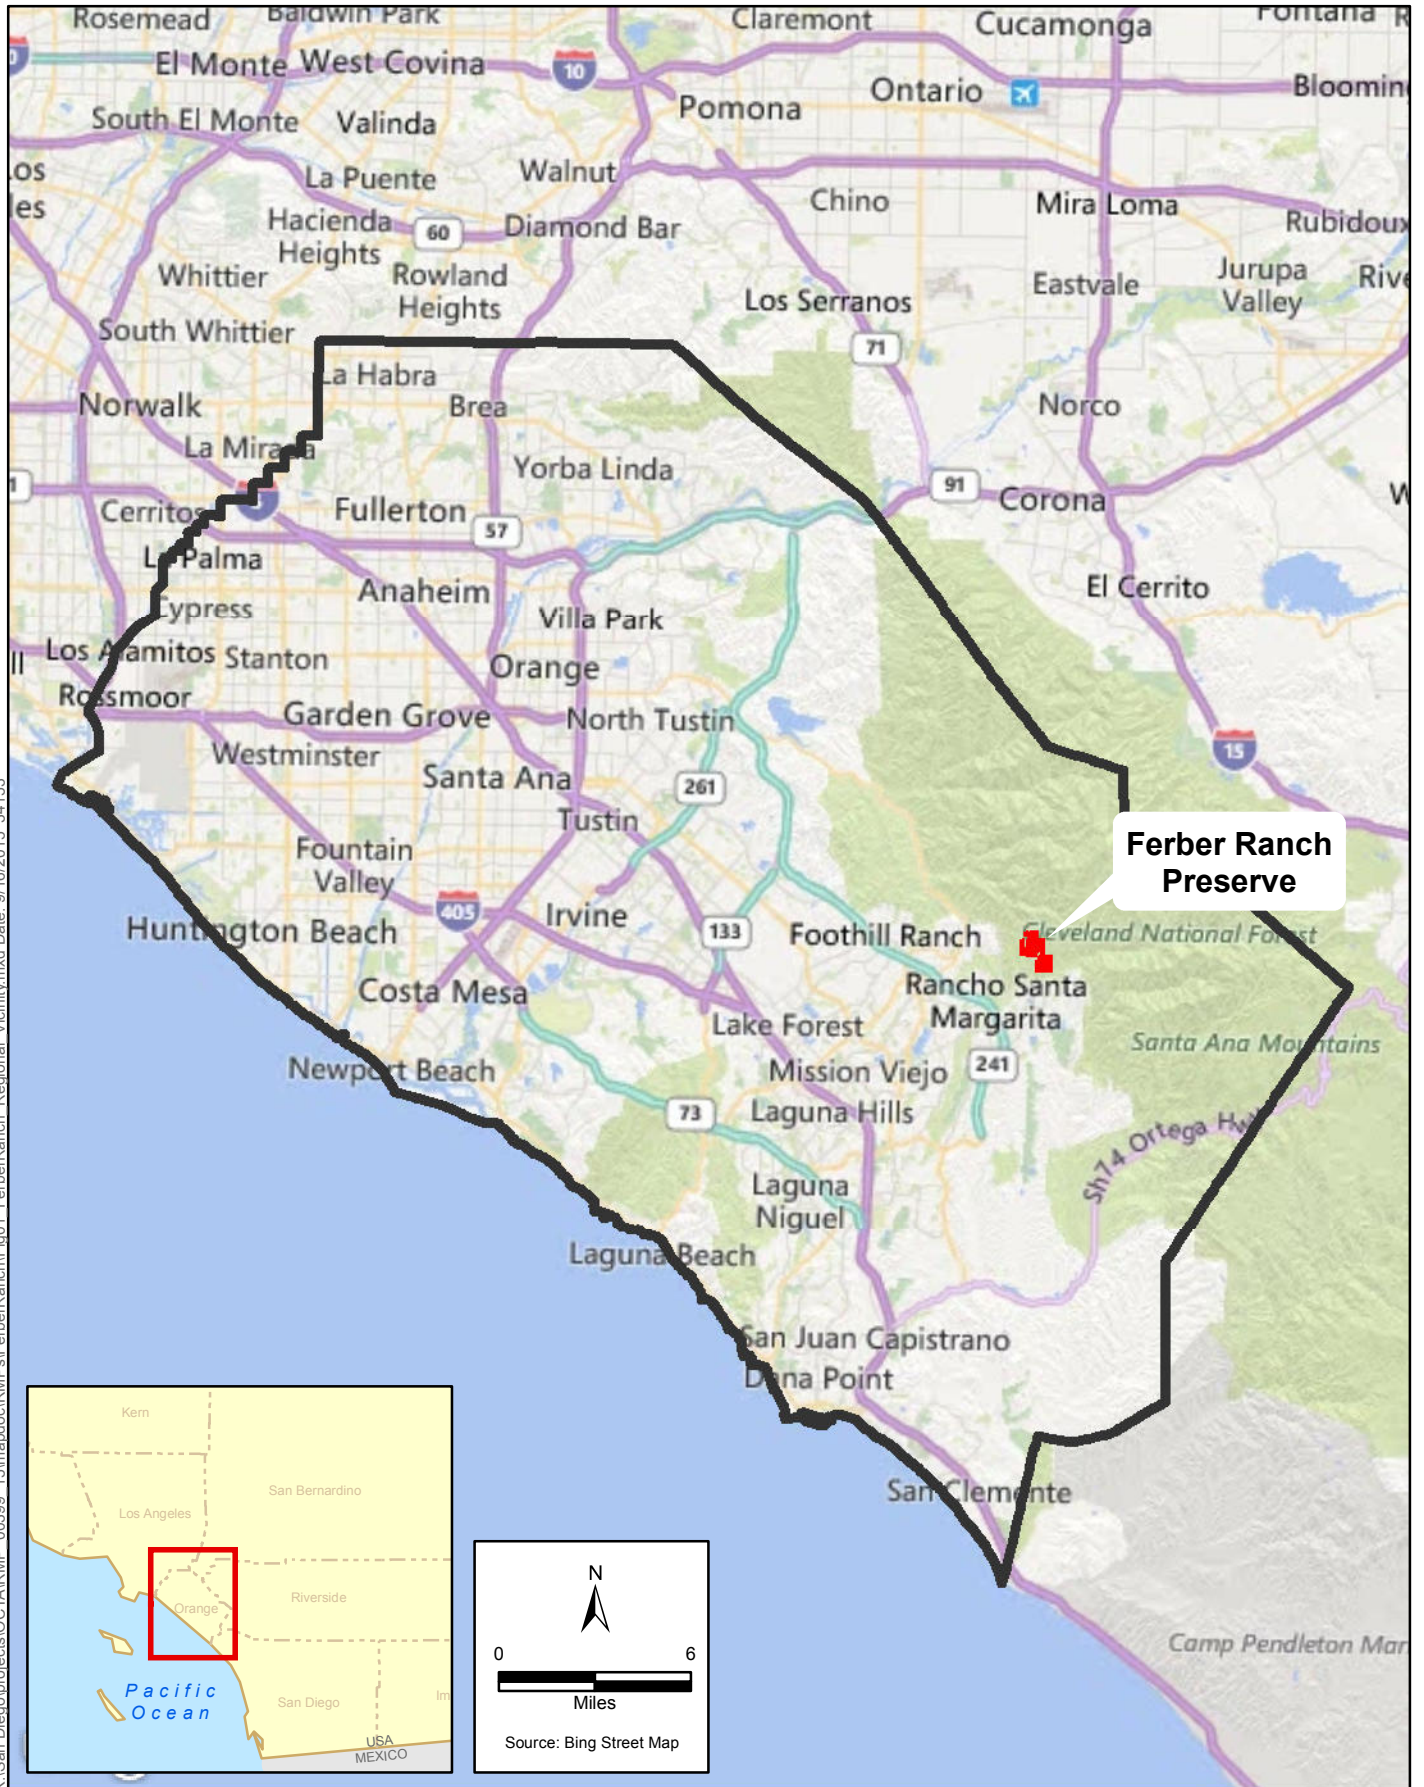 Rosemead
Baldwin Park
Claremont
Cucamonga
Fontana
El Monte
West Covina
10
Ontario
Bloomin
South El Monte
Valinda
Pomona
La Puente
Walnut
Chino
Mira Loma
Rubidoux
Hacienda
Heights
60
Diamond Bar
Whittier
Rowland
Heights
Los Serranos
Eastvale
Jurupa
Valley
Rive
South Whittier
71
La Habra
Norwalk
Brea
Norco
La Mirada
Yorba Linda
91
Corona
Cerritos
5
Fullerton
57
La Palma
Anaheim
El Cerrito
Cypress
Villa Park
Los Alamitos
Stanton
Orange
Rossmoor
Garden Grove
North Tustin
Westminster
Santa Ana
261
15
Tustin
Fountain
Valley
Ferber Ranch
Preserve
Huntington Beach
405
Irvine
133
Foothill Ranch
Cleveland National Forest
Costa Mesa
Rancho Santa
Margarita
Lake Forest
Santa Ana Mountains
Newport Beach
Mission Viejo
241
73
Laguna Hills
Sh74 Ortega Hwy
Laguna
Niguel
Laguna Beach
San Juan Capistrano
Dana Point
San Clemente
Camp Pendleton Mar
Kern
San Bernardino
Los Angeles
Orange
Riverside
Pacific
Ocean
San Diego
Im
USA
MEXICO
N
0 6
Miles
Source: Bing Street Map